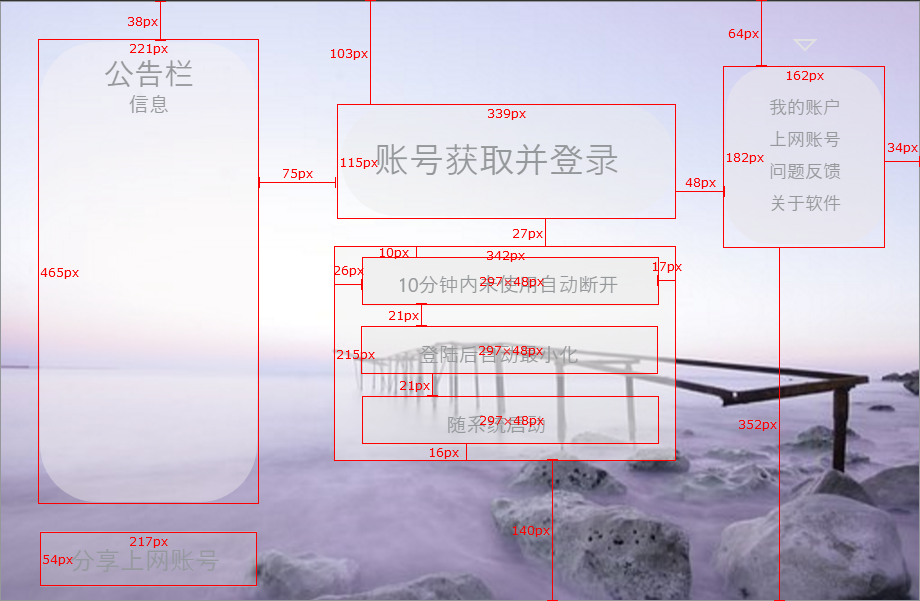 38px
221px
公告栏
信息
465px
217px
54px
分享上网账号
103px
339px
115px
账号获取并登录
75px
48px
27px
10px
342px
26px
17px
297×48px
10分钟内未使用自动断开
21px
215px
297×48px
登陆后自动最小化
21px
297×48px
随系统启动
16px
140px
64px
162px
我的账户
上网账号
182px
34px
问题反馈
关于软件
352px